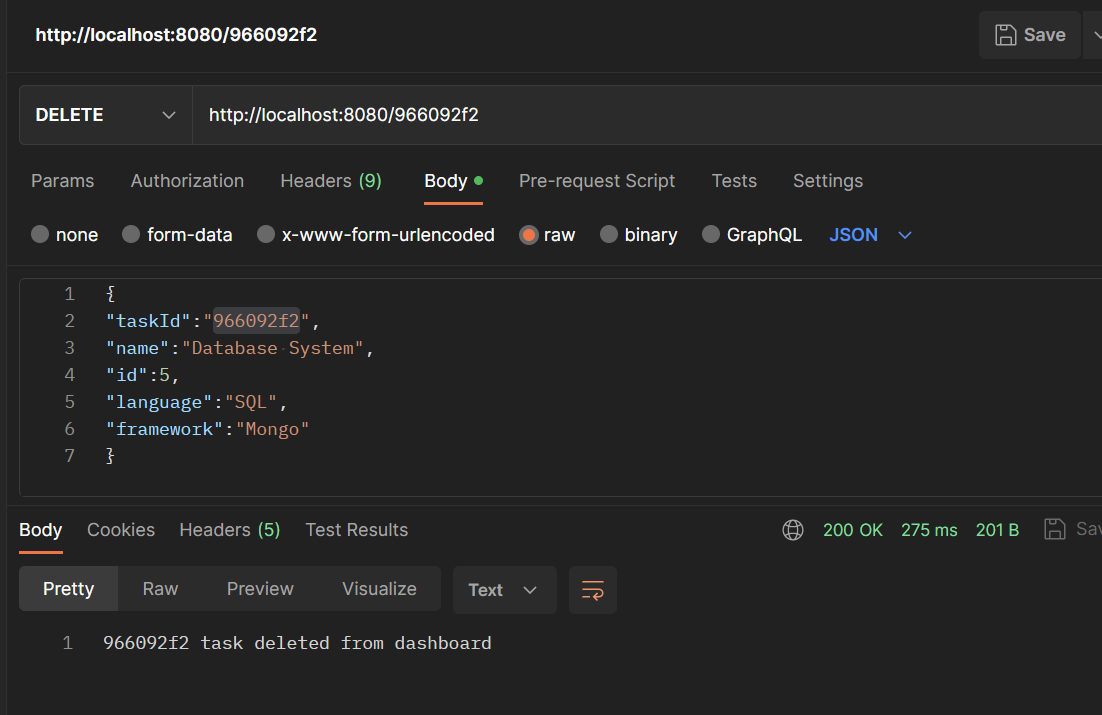 http://localhost:8080/966092f2 Save
DELETE http://localhost:8080/966092f2
Params Authorization Headers (9) Body Pre-request Script Tests Settings
none form-data x-www-form-urlencoded raw binary GraphQL JSON
1 {
2 "taskId":"966092f2",
3 "name":"Database System",
4 "id":5,
5 "language":"SQL",
6 "framework":"Mongo"
7 }
Body Cookies Headers (5) Test Results 200 OK 275 ms 201 B
Pretty Raw Preview Visualize Text
1 966092f2 task deleted from dashboard